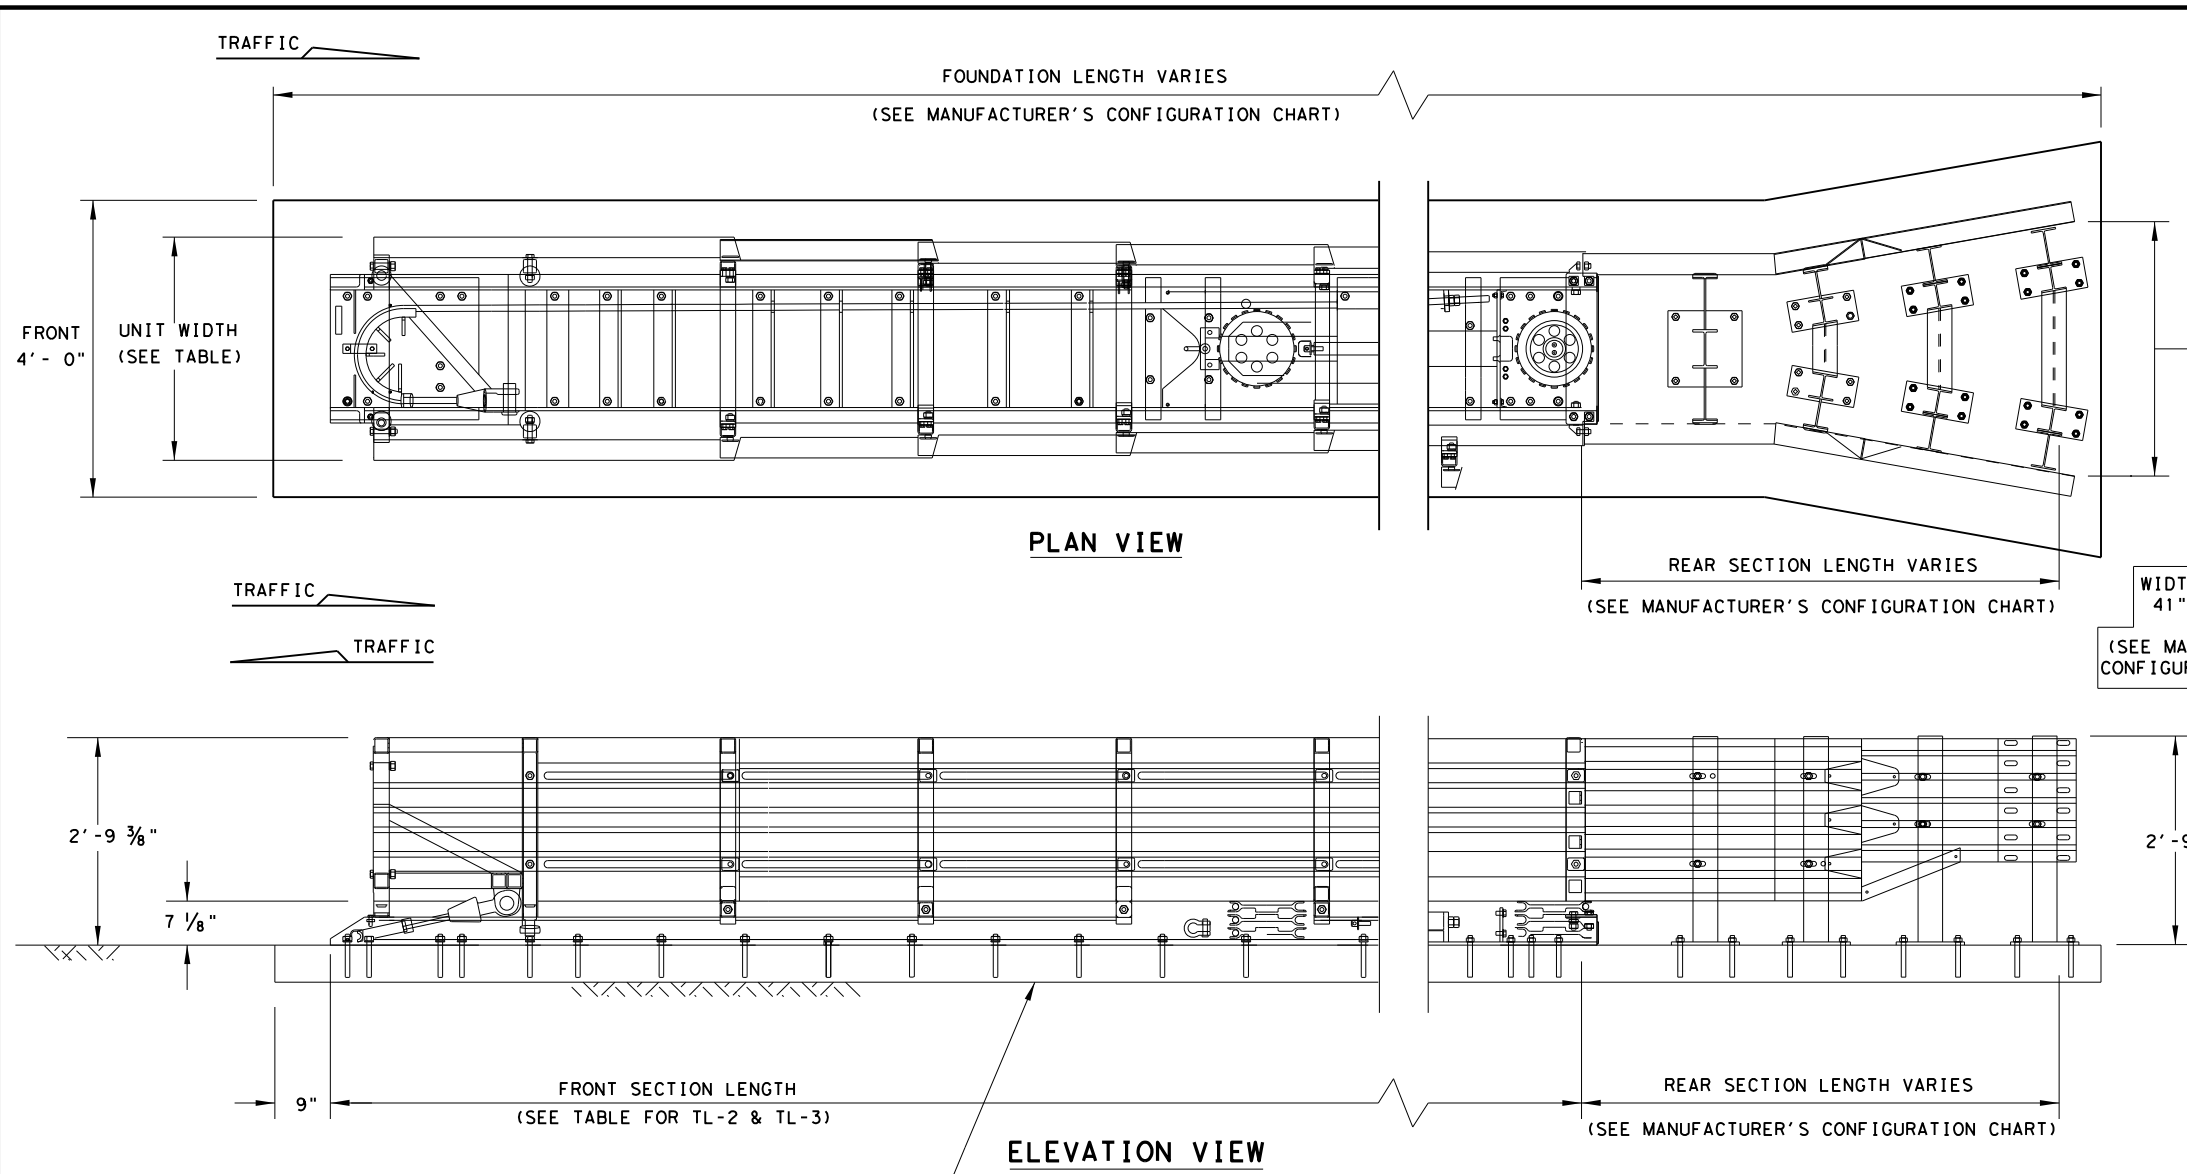 TRAFFIC
FOUNDATION LENGTH VARIES
(SEE MANUFACTURER'S CONFIGURATION CHART)
FRONT
4'- 0"
UNIT WIDTH
(SEE TABLE)
PLAN VIEW
REAR SECTION LENGTH VARIES
(SEE MANUFACTURER'S CONFIGURATION CHART)
TRAFFIC
TRAFFIC
41"
(SEE
2'-9 ⅜"
7 ⅛"
9"
FRONT SECTION LENGTH
(SEE TABLE FOR TL-2 & TL-3)
REAR SECTION LENGTH VARIES
(SEE MANUFACTURER'S CONFIGURATION CHART)
ELEVATION VIEW